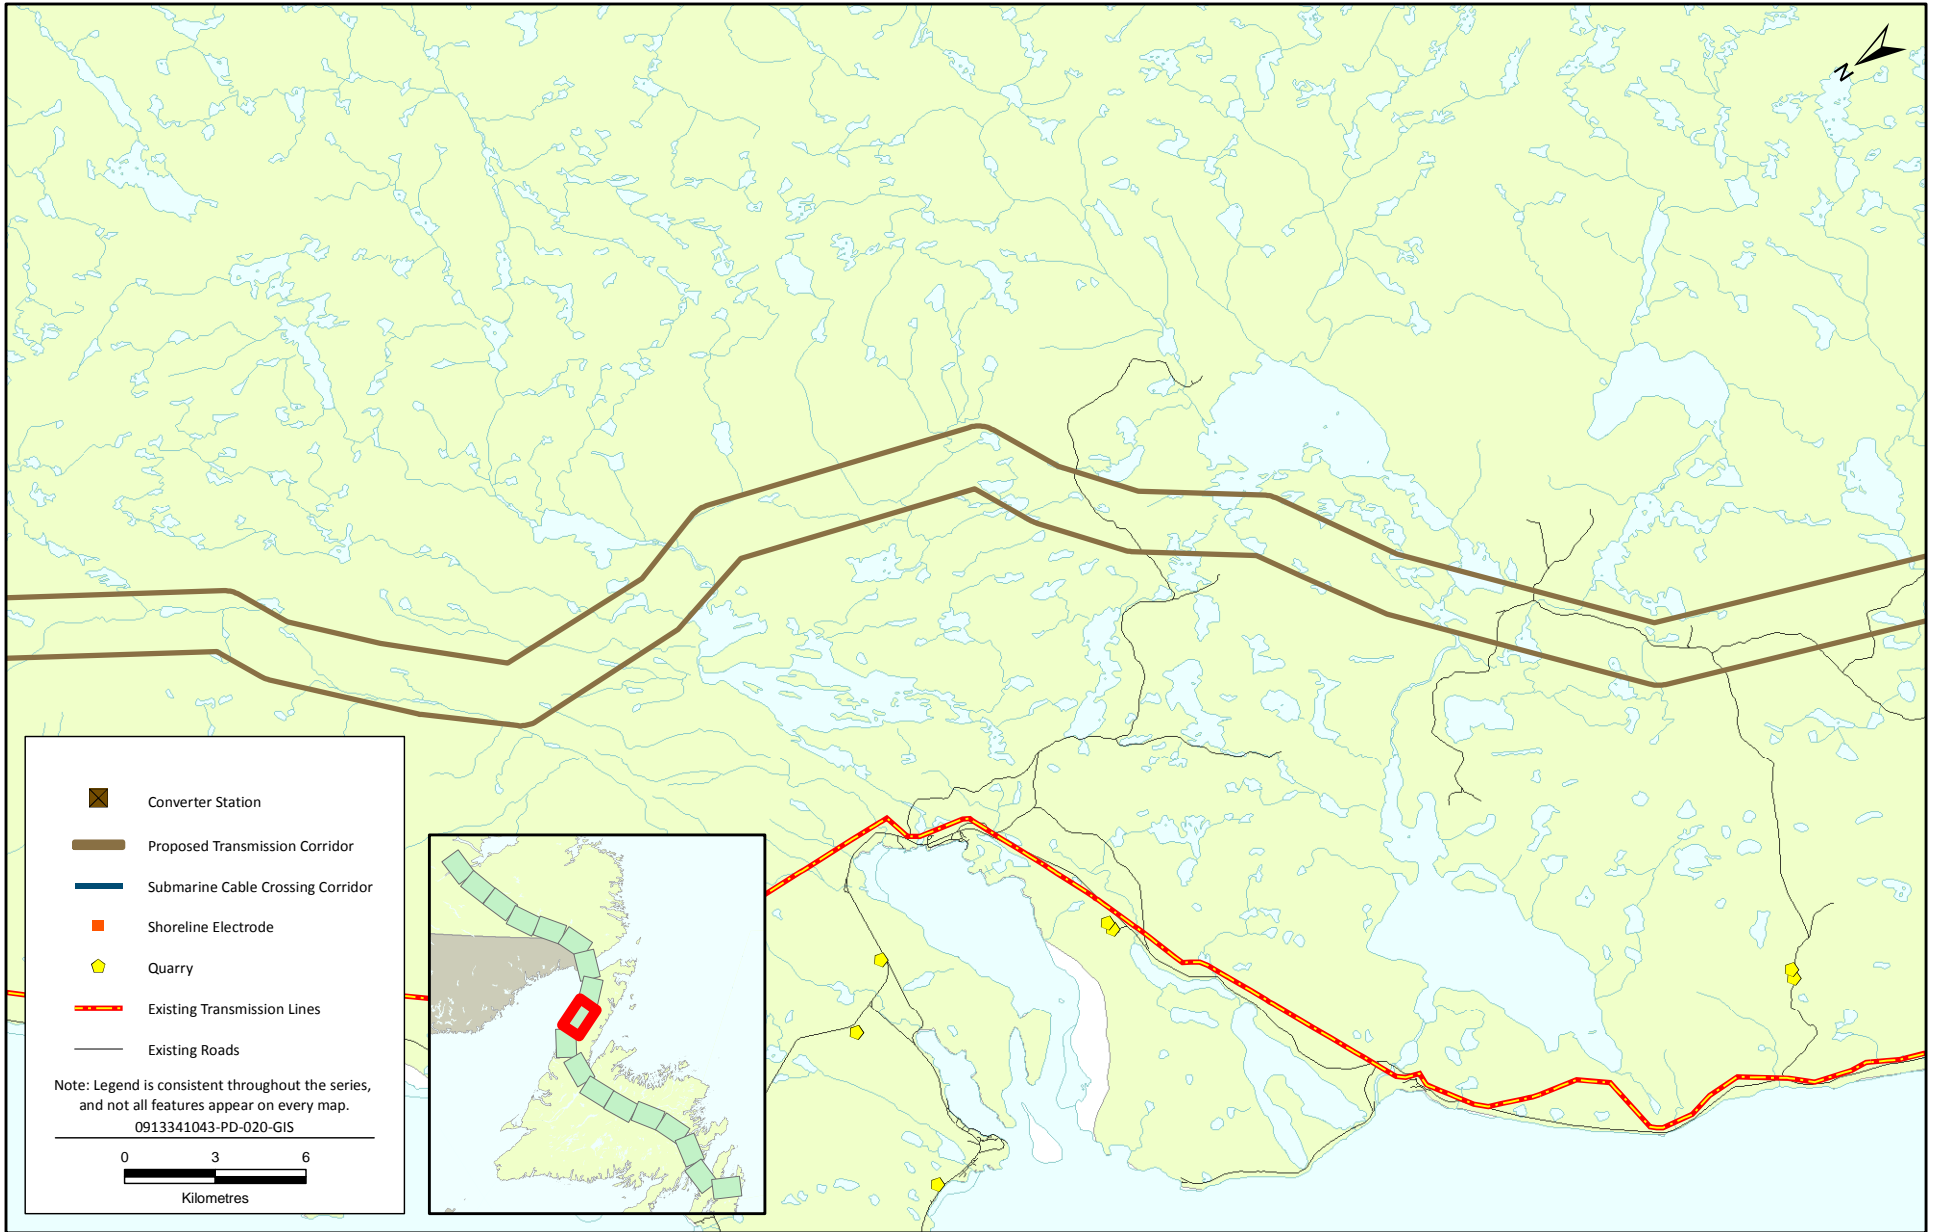 N
Converter Station
Proposed Transmission Corridor
Submarine Cable Crossing Corridor
Shoreline Electrode
Quarry
Existing Transmission Lines
Existing Roads
Note: Legend is consistent throughout the series,
and not all features appear on every map.
0913341043-PD-020-GIS
0 3 6
Kilometres